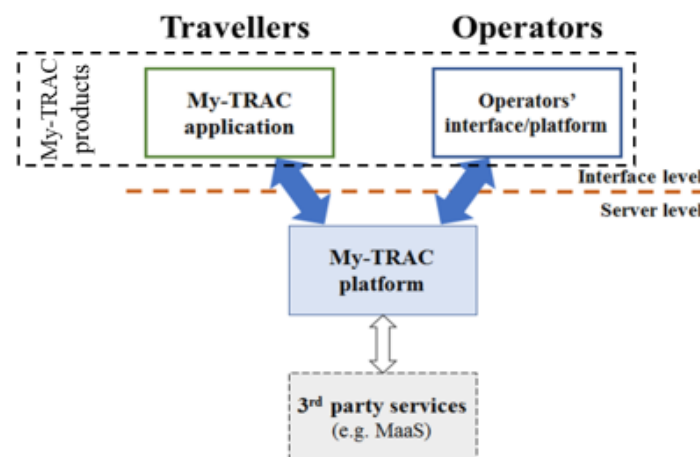 Travellers
Operators
My-TRAC
products
My-TRAC
application
Operators'
interface/platform
Interface level
Server level
My-TRAC
platform
3rd party services
(e.g. MaaS)